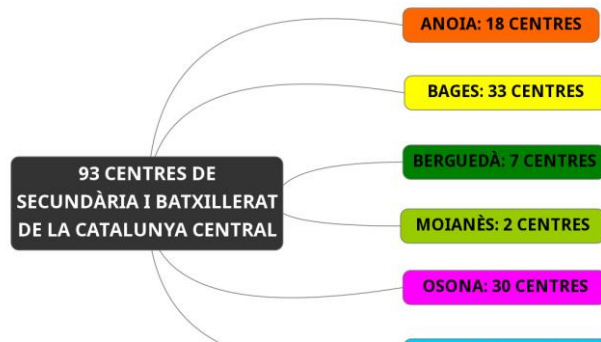 ANOIA: 18 CENTRES
BAGES: 33 CENTRES
93 CENTRES DE
SECUNDÀRIA I BATXILLERAT
DE LA CATALUNYA CENTRAL
BERGUEDÀ: 7 CENTRES
MOIANÈS: 2 CENTRES
OSONA: 30 CENTRES